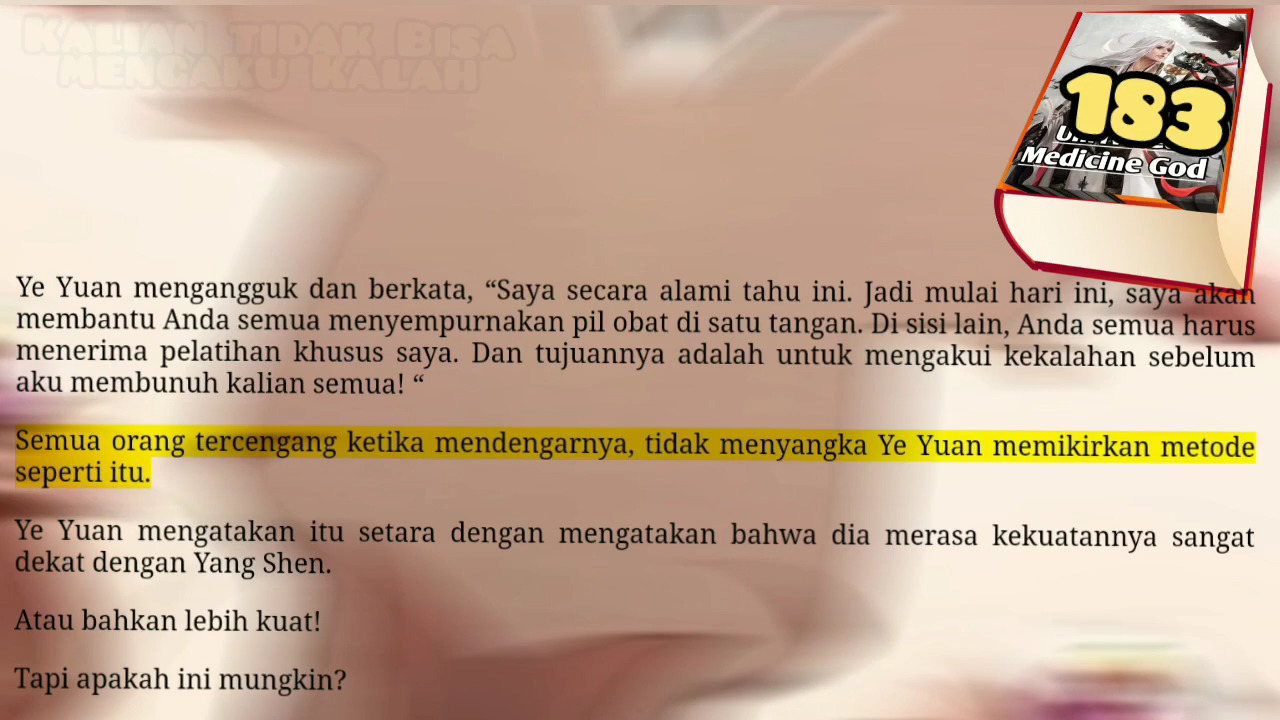 KALIAN TIDAK BISA
MENGAKU KALAH
183
Medicine God
Ye Yuan mengangguk dan berkata, “Saya secara alami tahu ini. Jadi mulai hari ini, saya akan
membantu Anda semua menyempurnakan pil obat di satu tangan. Di sisi lain, Anda semua harus
menerima pelatihan khusus saya. Dan tujuannya adalah untuk mengakui kekalahan sebelum
aku membunuh kalian semua! “
Semua orang tercengang ketika mendengarnya, tidak menyangka Ye Yuan memikirkan metode
seperti itu.
Ye Yuan mengatakan itu setara dengan mengatakan bahwa dia merasa kekuatannya sangat
dekat dengan Yang Shen.
Atau bahkan lebih kuat!
Tapi apakah ini mungkin?